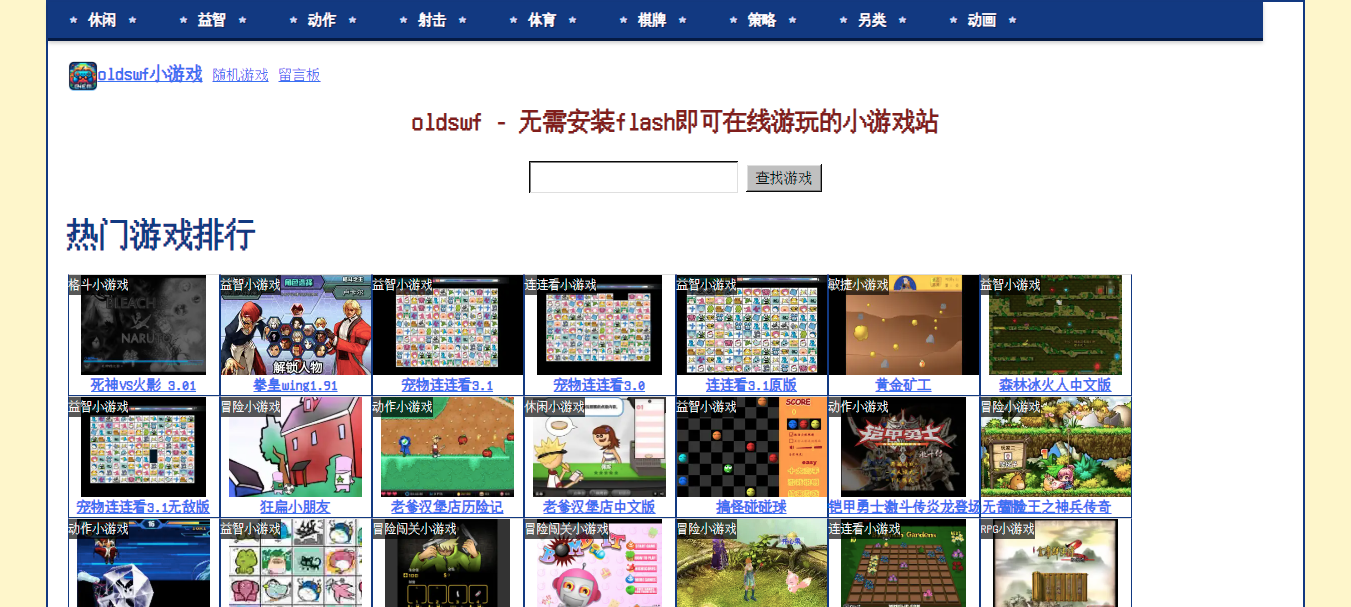 * 休闲 * * 益智 * * 动作 * * 射击 * * 体育 * * 棋牌 * * 策略 * * 另类 * * 动画 *
oldswf小游戏 随机游戏 留言板
oldswf - 无需安装flash即可在线游玩的小游戏站
查找游戏
热门游戏排行
格斗小游戏 益智小游戏 益智小游戏 连连看小游戏 益智小游戏 敏捷小游戏 益智小游戏
BLEACH
NARUTO
解锁人物
死神vs火影 3.01 拳皇wing1.91 宠物连连看3.1 宠物连连看3.0 连连看3.1原版 黄金矿工 森林冰火人中文版
益智小游戏 冒险小游戏 动作小游戏 休闲小游戏 益智小游戏 动作小游戏 冒险小游戏
SCORE
easy
铠甲勇士
宠物连连看3.1无敌版 狂扁小朋友 老爹汉堡店历险记 老爹汉堡店中文版 搞怪碰碰球 铠甲勇士激斗传炎龙登场无
冒险王之神兵传奇
动作小游戏 益智小游戏 冒险闯关小游戏 冒险闯关小游戏 冒险小游戏 连连看小游戏 RPG小游戏